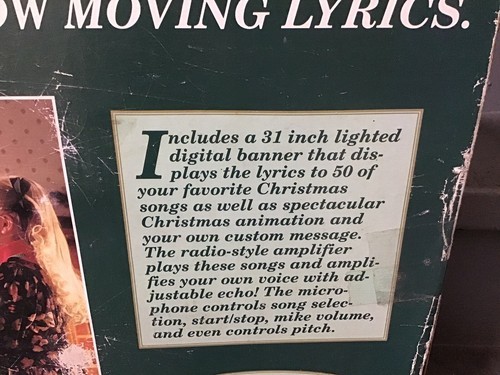 OW MOVING LYRICS.
Includes a 31 inch lighted
digital banner that dis-
plays the lyrics to 50 of
your favorite Christmas
songs as well as spectacular
Christmas animation and
your own custom message.
The radio-style amplifier
plays these songs and ampli-
fies your own voice with ad-
justable echo! The micro-
phone controls song selec-
tion, start/stop, mike volume,
and even controls pitch.